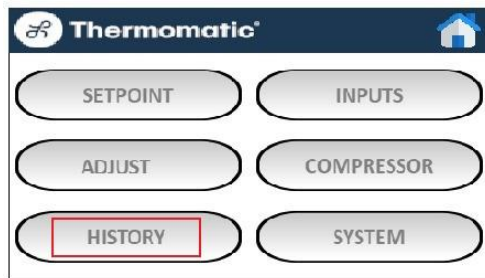 Thermomatic®
SETPOINT INPUTS
ADJUST COMPRESSOR
HISTORY SYSTEM